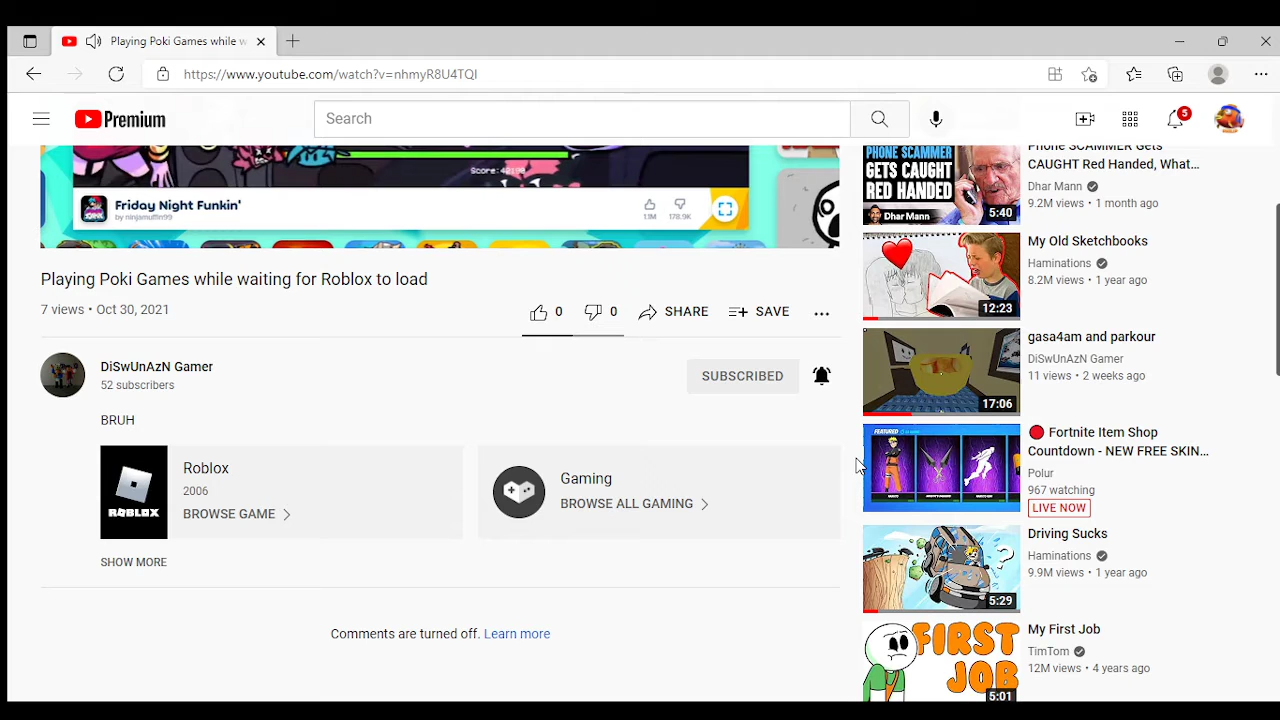 Playing Poki Games while w
https://www.youtube.com/watch?v=nhmyR8U4TQI
Premium
Search
5
Score:
Friday Night Funkin'
by ninjamuffin99
1.1M
178.9K
Playing Poki Games while waiting for Roblox to load
7 views • Oct 30, 2021
0
0
SHARE
SAVE
DiSwUnAzN Gamer
52 subscribers
SUBSCRIBED
BRUH
ROBLOX
Roblox
2006
BROWSE GAME
Gaming
BROWSE ALL GAMING
SHOW MORE
Comments are turned off. Learn more
PHONE SCAMMER
GETS CAUGHT
RED HANDED
Dhar Mann
5:40
Phone SCAMMER Gets
CAUGHT Red Handed, What...
Dhar Mann
9.2M views • 1 month ago
12:23
My Old Sketchbooks
Haminations
8.2M views • 1 year ago
17:06
gasa4am and parkour
DiSwUnAzN Gamer
11 views • 2 weeks ago
FEATURED
Fortnite Item Shop
Countdown - NEW FREE SKIN...
Polur
967 watching
LIVE NOW
?
5:29
Driving Sucks
Haminations
9.9M views • 1 year ago
FIRST
JOB
5:01
My First Job
TimTom
12M views • 4 years ago